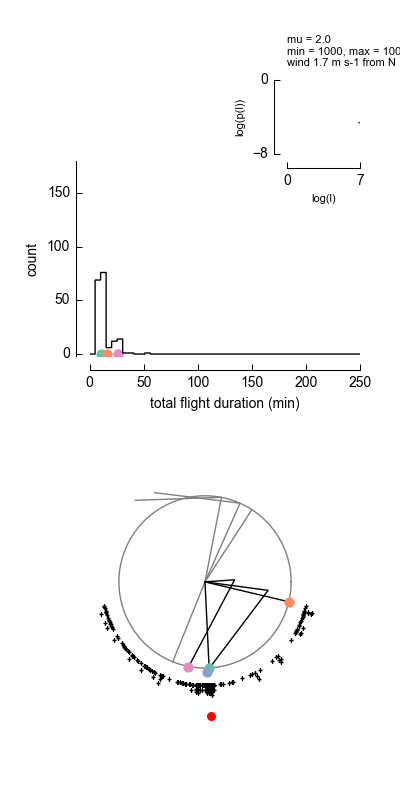 mu = 2.0
min = 1000, max = 100
wind 1.7 m s-1 from N
0
log(p(l))
−8
0
7
log(l)
150
100
50
0
count
0
50
100
150
200
250
total flight duration (min)